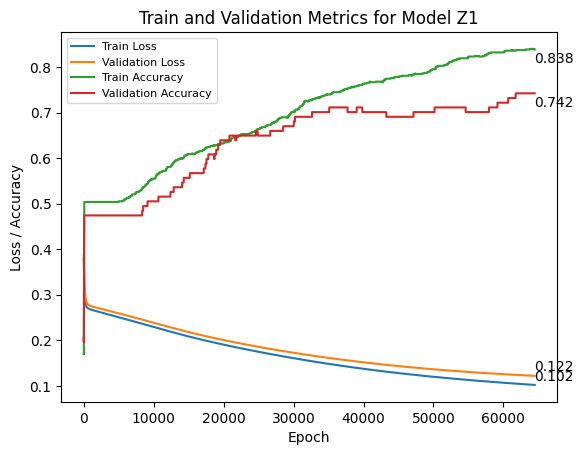 Train and Validation Metrics for Model Z1
Train Loss
Validation Loss
Train Accuracy
Validation Accuracy
0.838
0.742
0.122
0.102
Loss / Accuracy
0.8
0.7
0.6
0.5
0.4
0.3
0.2
0.1
0 10000 20000 30000 40000 50000 60000
Epoch